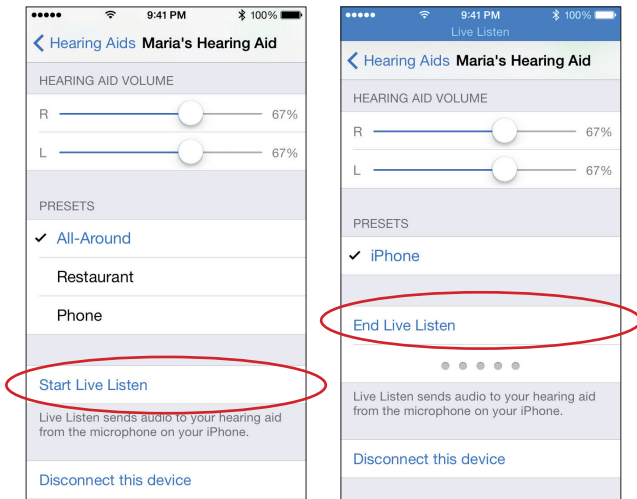 9:41 PM 100%
Hearing Aids Maria's Hearing Aid
HEARING AID VOLUME
R 67%
L 67%
PRESETS
✓ All-Around
Restaurant
Phone
Start Live Listen
Live Listen sends audio to your hearing aid
from the microphone on your iPhone.
Disconnect this device
9:41 PM 100%
Live Listen
Hearing Aids Maria's Hearing Aid
HEARING AID VOLUME
R 67%
L 67%
PRESETS
✓ iPhone
End Live Listen
Live Listen sends audio to your hearing aid
from the microphone on your iPhone.
Disconnect this device